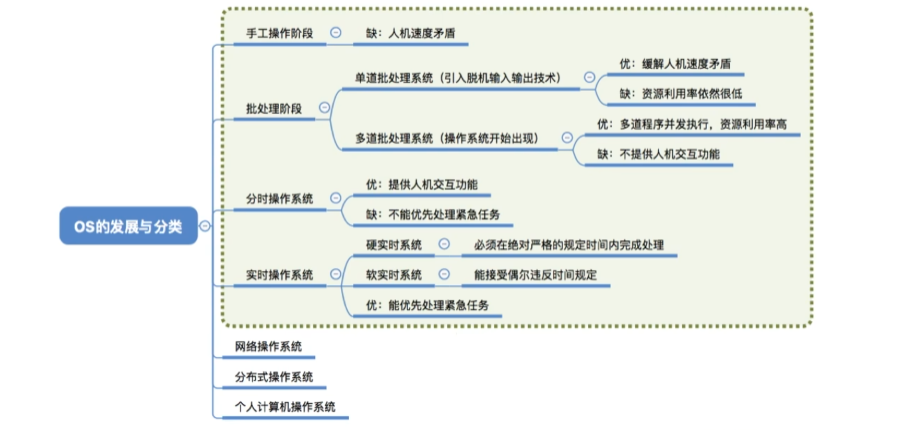 OS的发展与分类
手工操作阶段
缺：人机速度矛盾
批处理阶段
单道批处理系统（引入脱机输入输出技术）
优：缓解人机速度矛盾
缺：资源利用率依然很低
多道批处理系统（操作系统开始出现）
优：多道程序并发执行，资源利用率高
缺：不提供人机交互功能
分时操作系统
优：提供人机交互功能
缺：不能优先处理紧急任务
实时操作系统
硬实时系统
必须在绝对严格的规定时间内完成处理
软实时系统
能接受偶尔违反时间规定
优：能优先处理紧急任务
网络操作系统
分布式操作系统
个人计算机操作系统